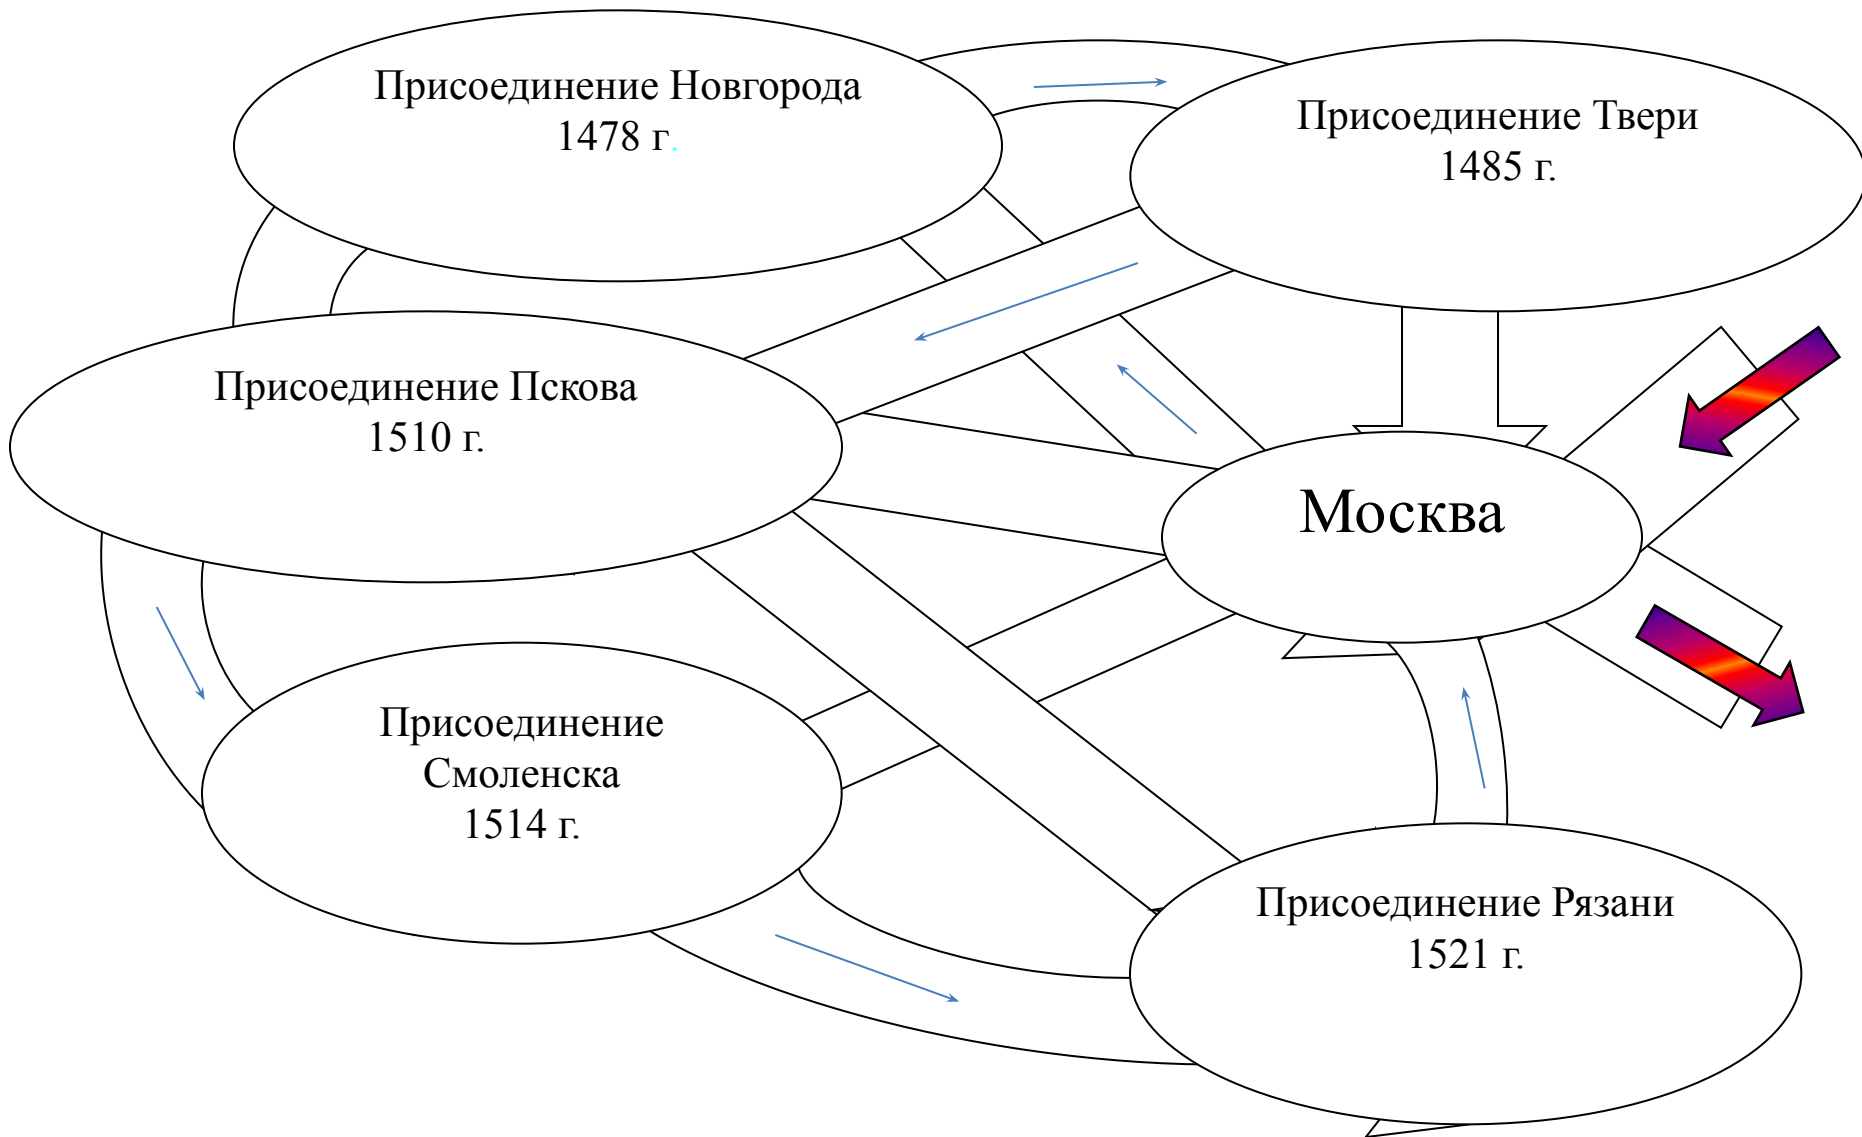 Присоединение Новгорода
1478 г.
Присоединение Твери
1485 г.
Присоединение Пскова
1510 г.
Москва
Присоединение
Смоленска
1514 г.
Присоединение Рязани
1521 г.